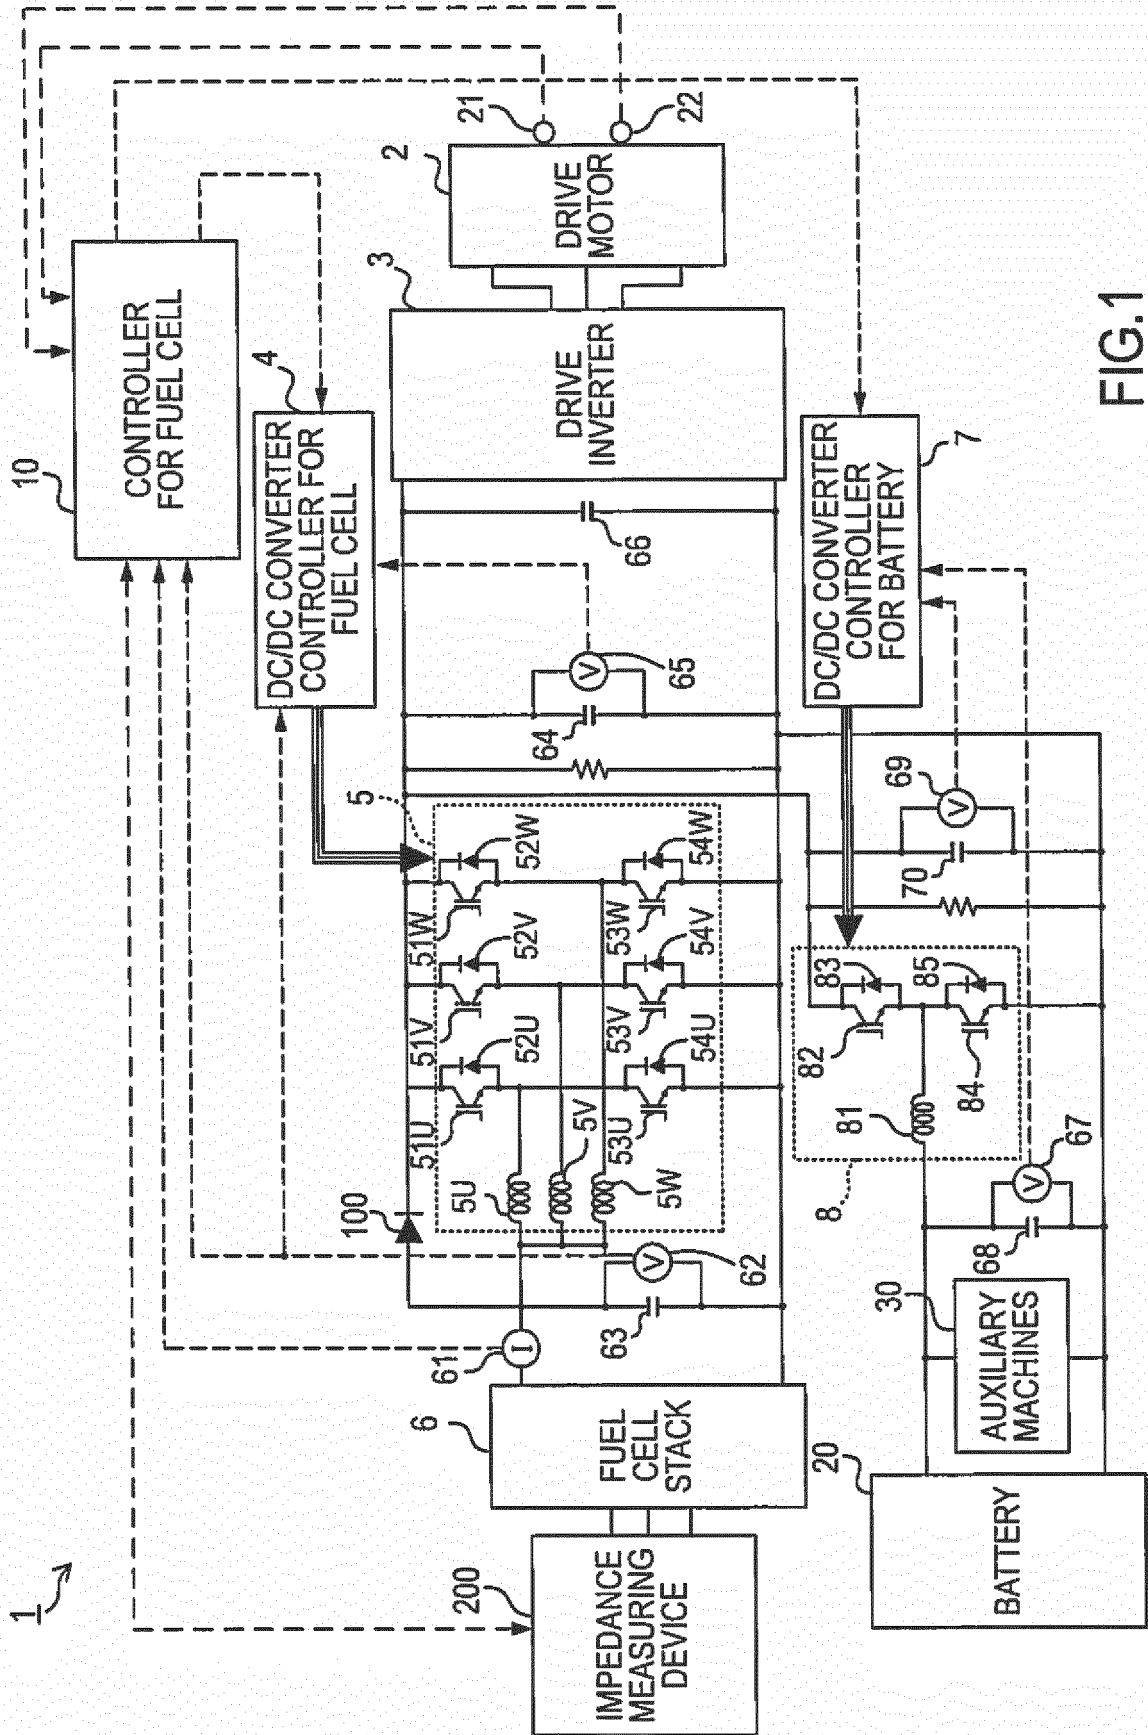 1
10
CONTROLLER
FOR FUEL CELL
4
DC/DC CONVERTER
CONTROLLER FOR
FUEL CELL
3
DRIVE
INVERTER
2
DRIVE
MOTOR
21
22
5
51U
52U
51V
52V
51W
52W
53U
54U
53V
54V
53W
54W
5U
5V
5W
100
61
I
62
V
63
64
65
V
66
6
FUEL
CELL
STACK
200
IMPEDANCE
MEASURING
DEVICE
7
DC/DC CONVERTER
CONTROLLER
FOR BATTERY
69
V
70
8
81
82
83
84
85
67
V
68
30
AUXILIARY
MACHINES
20
BATTERY
FIG.1